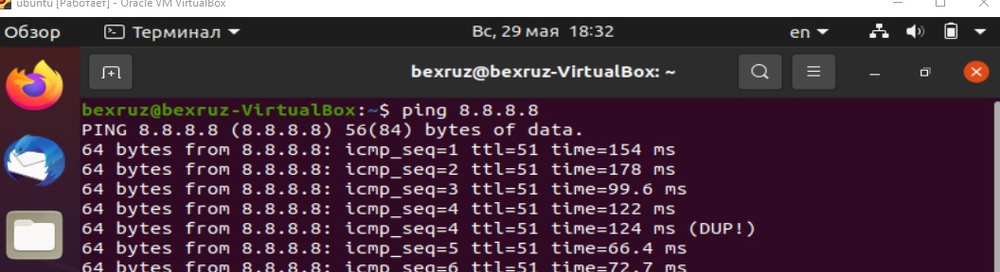 ubuntu [Работает] - Oracle VM VirtualBox
Обзор Терминал Вс, 29 мая 18:32 en
bexruz@bexruz-VirtualBox: ~
bexruz@bexruz-VirtualBox:~$ ping 8.8.8.8
PING 8.8.8.8 (8.8.8.8) 56(84) bytes of data.
64 bytes from 8.8.8.8: icmp_seq=1 ttl=51 time=154 ms
64 bytes from 8.8.8.8: icmp_seq=2 ttl=51 time=178 ms
64 bytes from 8.8.8.8: icmp_seq=3 ttl=51 time=99.6 ms
64 bytes from 8.8.8.8: icmp_seq=4 ttl=51 time=122 ms
64 bytes from 8.8.8.8: icmp_seq=4 ttl=51 time=124 ms (DUP!)
64 bytes from 8.8.8.8: icmp_seq=5 ttl=51 time=66.4 ms
64 bytes from 8.8.8.8: icmp_seq=6 ttl=51 time=72.7 ms